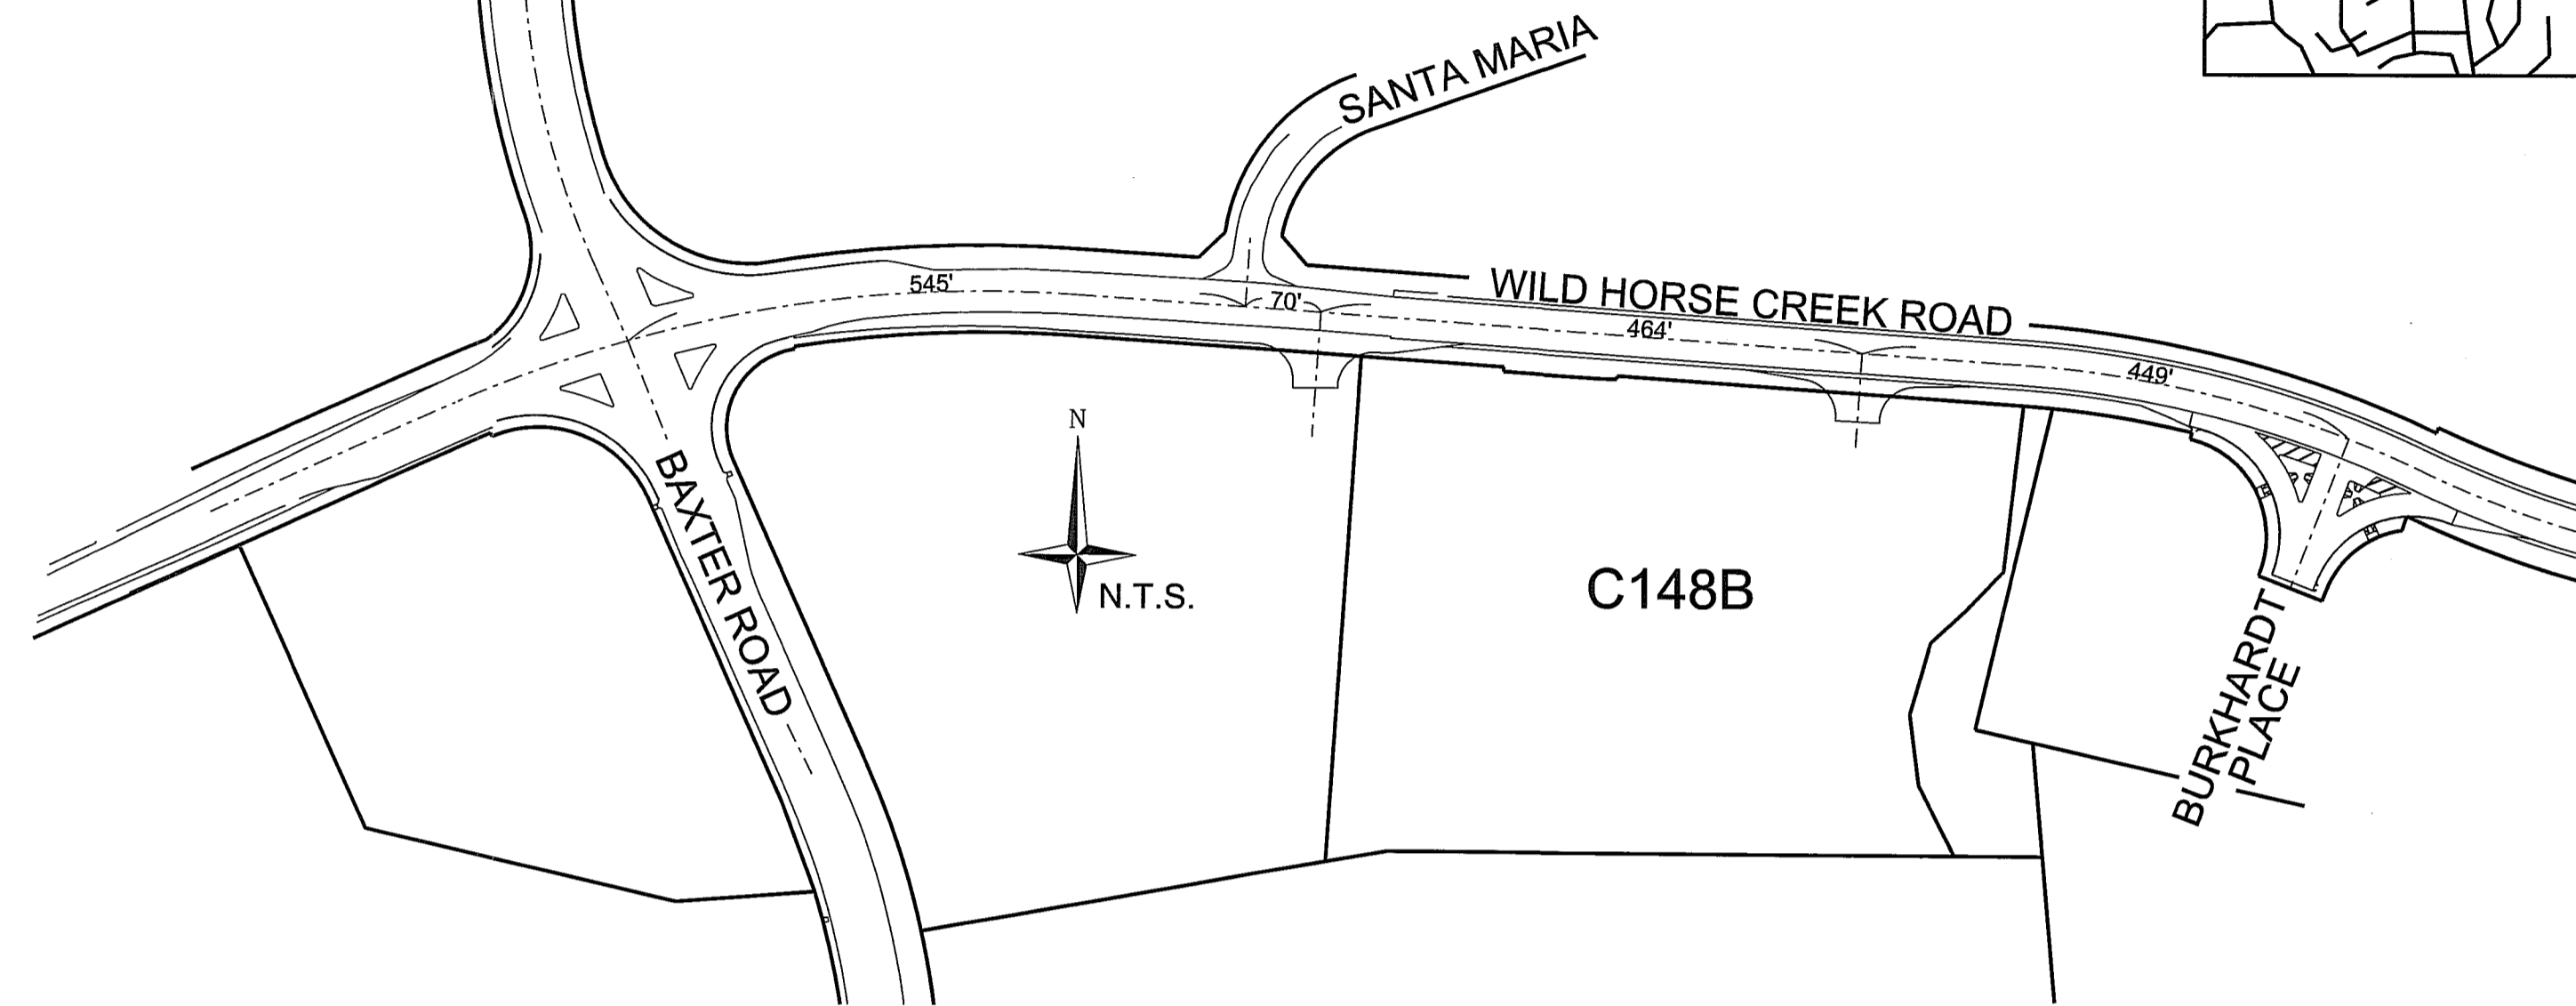 SANTA MARIA
545'
70'
WILD HORSE CREEK ROAD
464'
449'
N
BAXTER ROAD
N.T.S.
C148B
BURKHARDT
PLACE